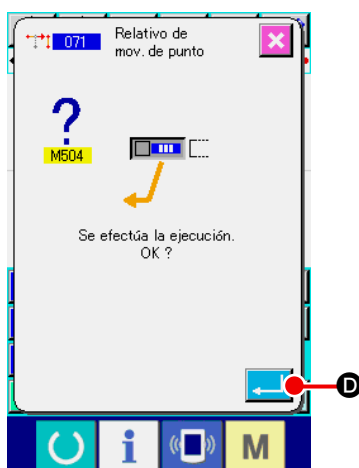 071
Relativo de
mov. de punto
?
M504
Se efectúa la ejecución.
OK ?
D
i
M